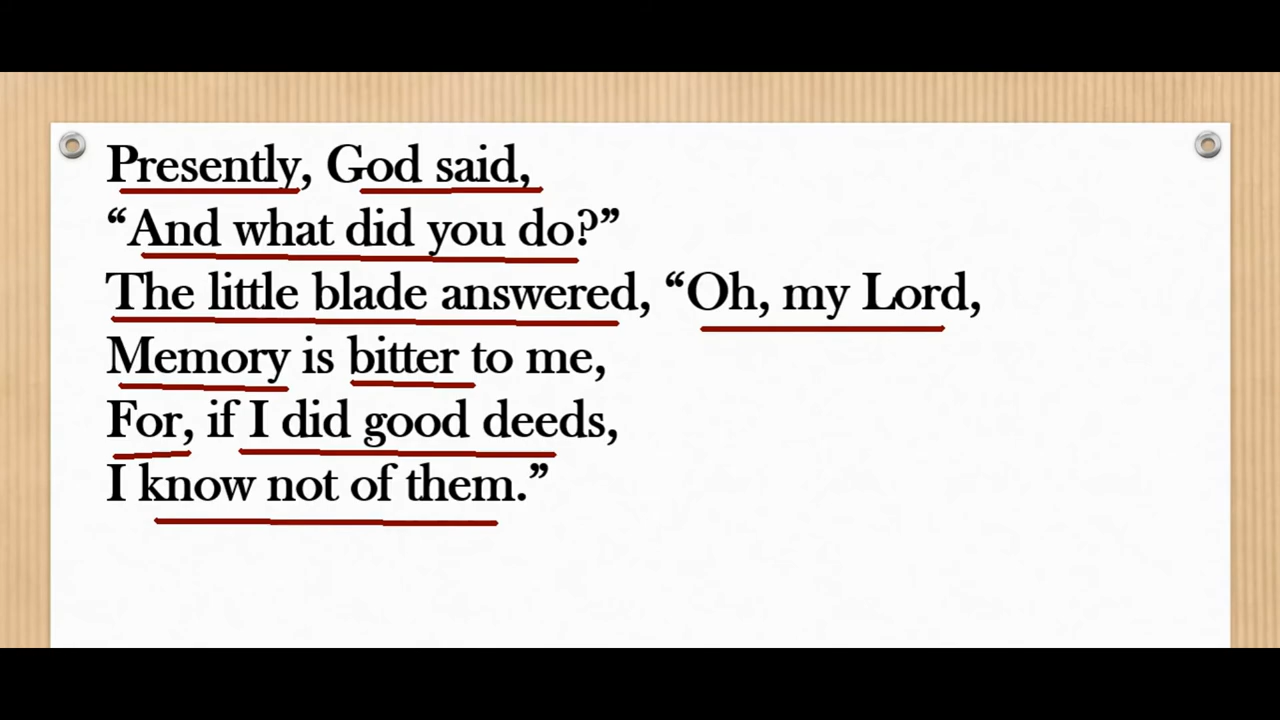 Presently, God said,
“And what did you do?”
The little blade answered, “Oh, my Lord,
Memory is bitter to me,
For, if I did good deeds,
I know not of them.”